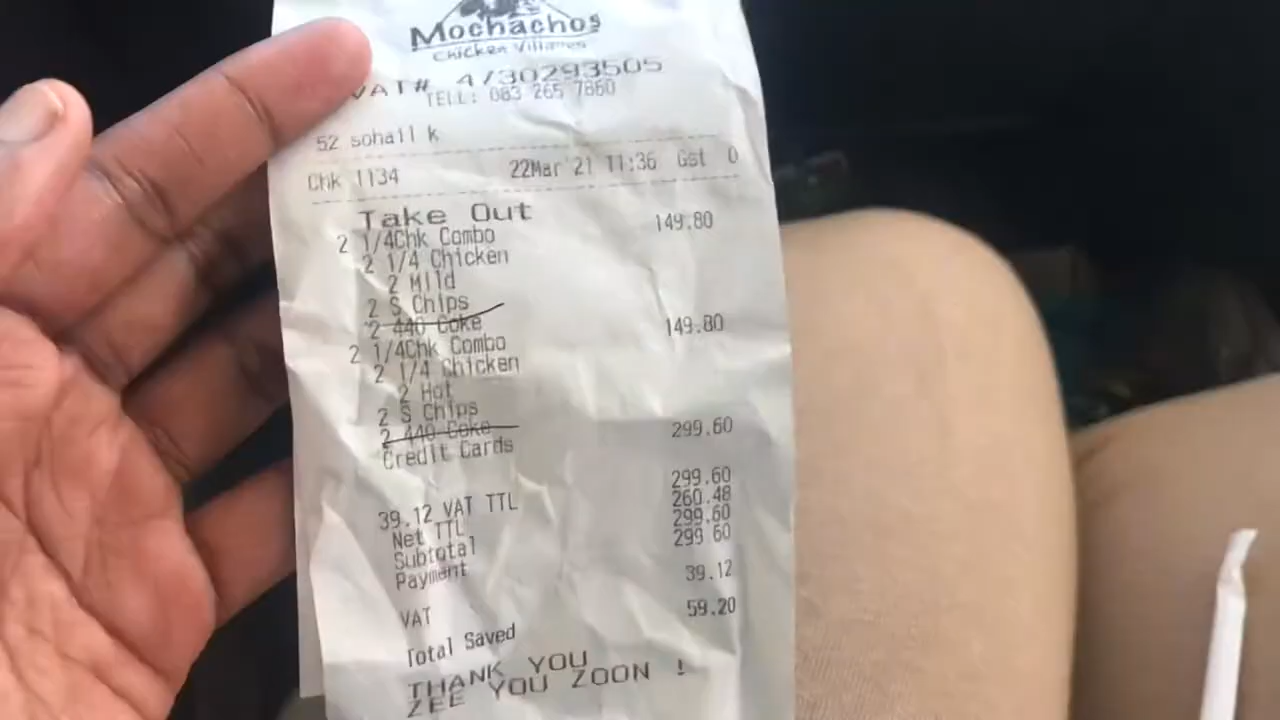 Mochachos
Chicken Villages
VAT# 4730293505
TELL: 083 265 7860
52 sohail k
Chk 1134 22Mar'21 11:36 Gst 0
Take Out
2 1/4Chk Combo 149.80
2 1/4 Chicken
2 Mild
2 S Chips
2 440 Coke
2 1/4Chk Combo 149.80
2 1/4 Chicken
2 Hot
2 S Chips
2 440 Coke
Credit Cards 299.60
39.12 VAT TTL 299.60
Net TTL 260.48
Subtotal 299.60
Payment 299.60
VAT 39.12
Total Saved 59.20
THANK YOU
ZEE YOU ZOON !